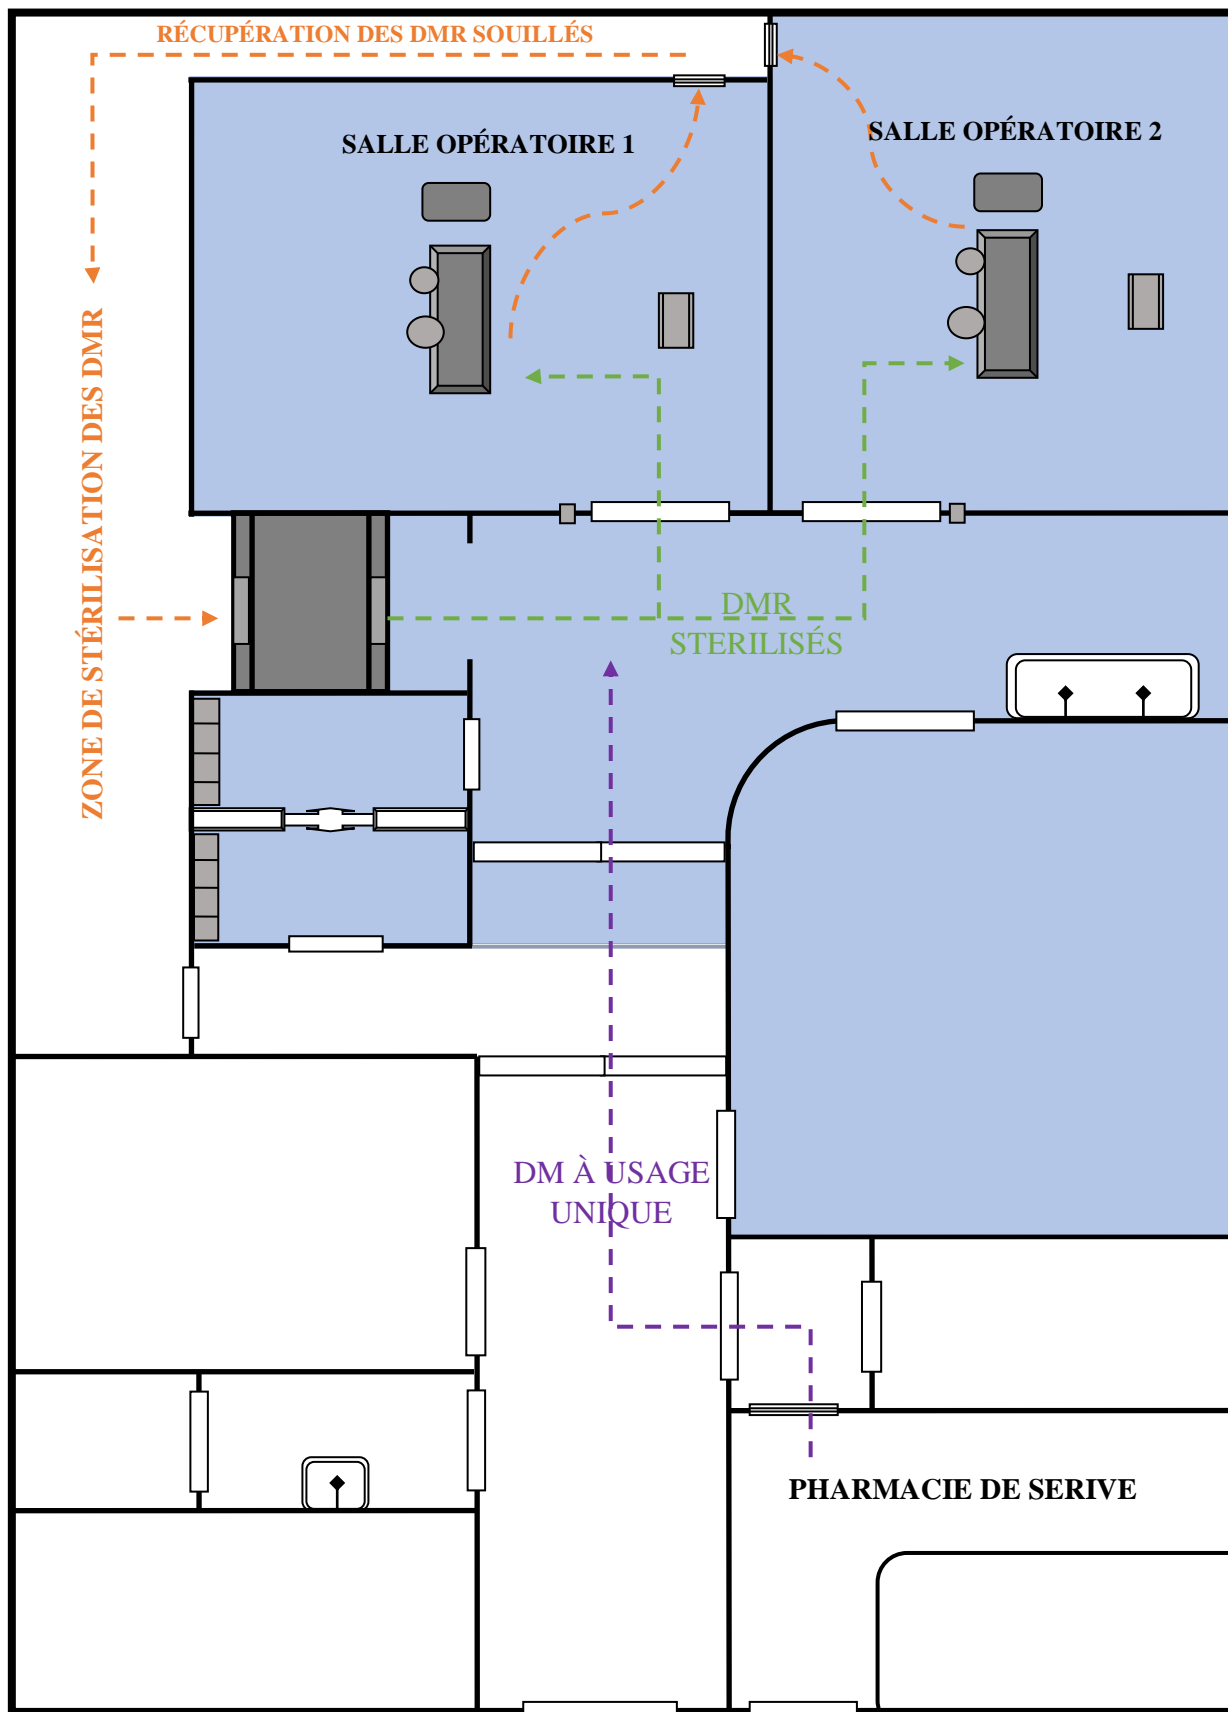 RÉCUPÉRATION DES DMR SOUILLÉS
SALLE OPÉRATOIRE 1
SALLE OPÉRATOIRE 2
ZONE DE STÉRILISATION DES DMR
DMR
STERILISÉS
DM À USAGE
UNIQUE
PHARMACIE DE SERIVE